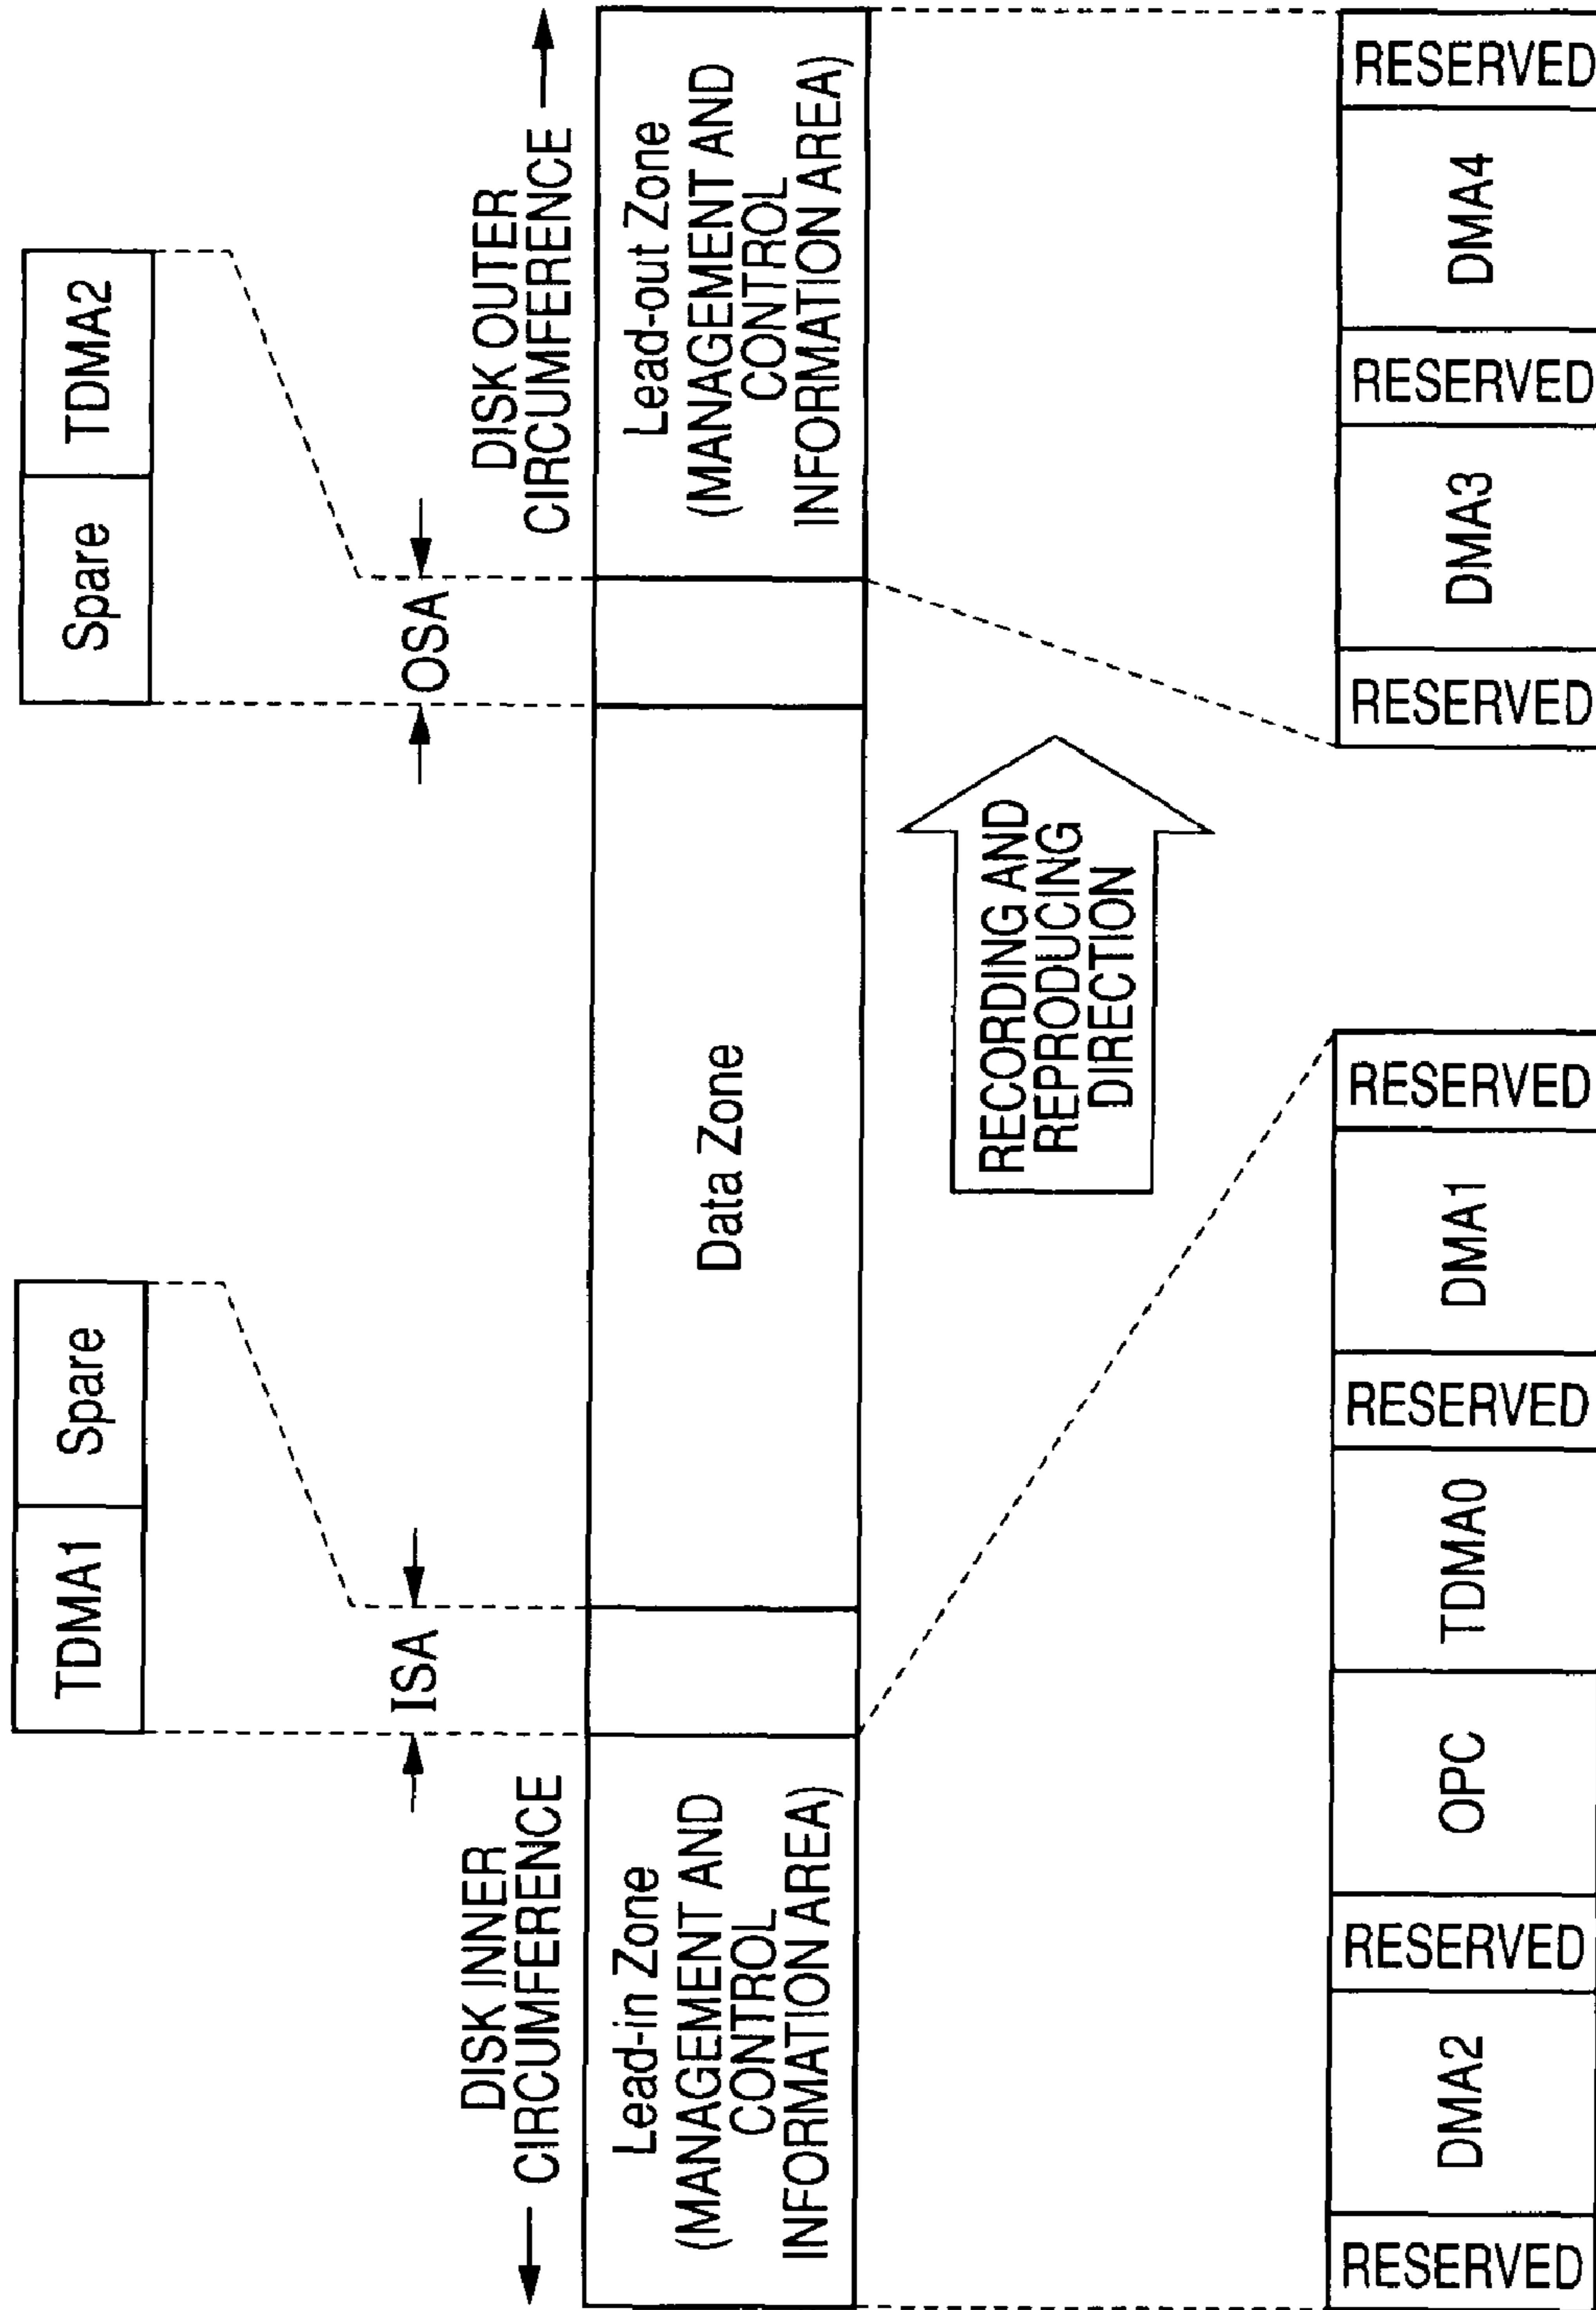 TDMA1
Spare
Spare
TDMA2
ISA
OSA
DISK INNER
CIRCUMFERENCE
DISK OUTER
CIRCUMFERENCE
Lead-in Zone
(MANAGEMENT AND
CONTROL
INFORMATION AREA)
Data Zone
Lead-out Zone
(MANAGEMENT AND
CONTROL
INFORMATION AREA)
RECORDING AND
REPRODUCING
DIRECTION
RESERVED
DMA2
RESERVED
OPC
TDMA0
RESERVED
DMA1
RESERVED
RESERVED
DMA3
RESERVED
DMA4
RESERVED